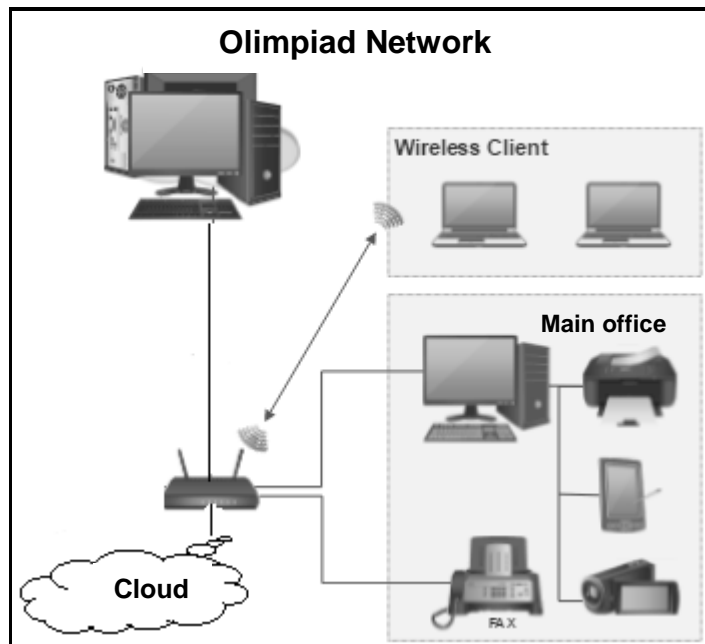 Olimpiad Network
Wireless Client
Main office
FAX
Cloud